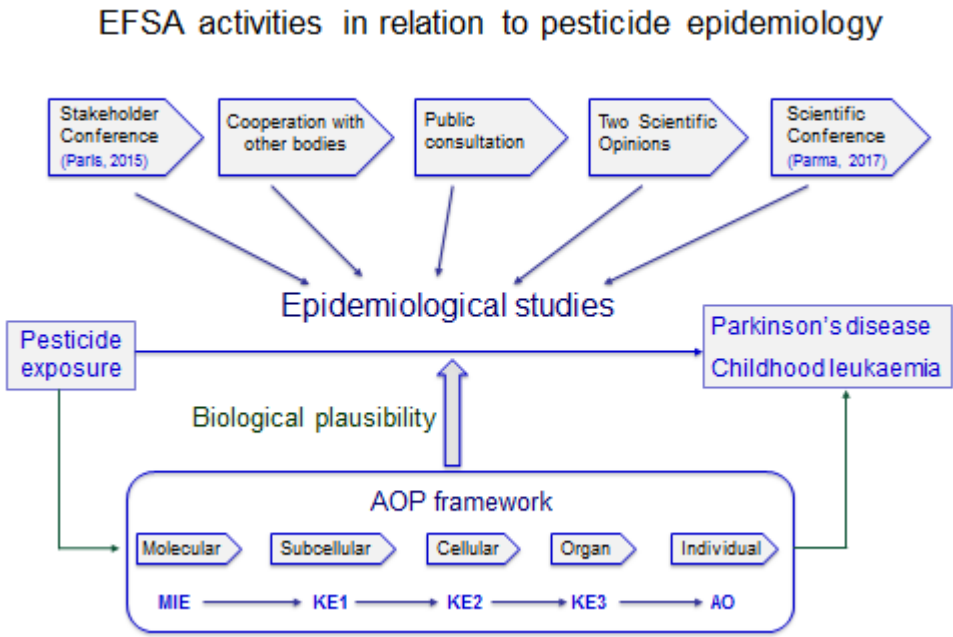 EFSA activities in relation to pesticide epidemiology
Stakeholder
Conference
(Paris, 2015)
Cooperation with
other bodies
Public
consultation
Two Scientific
Opinions
Scientific
Conference
(Parma, 2017)
Epidemiological studies
Pesticide
exposure
Parkinson's disease
Childhood leukaemia
Biological plausibility
AOP framework
Molecular
Subcellular
Cellular
Organ
Individual
MIE
KE1
KE2
KE3
AO